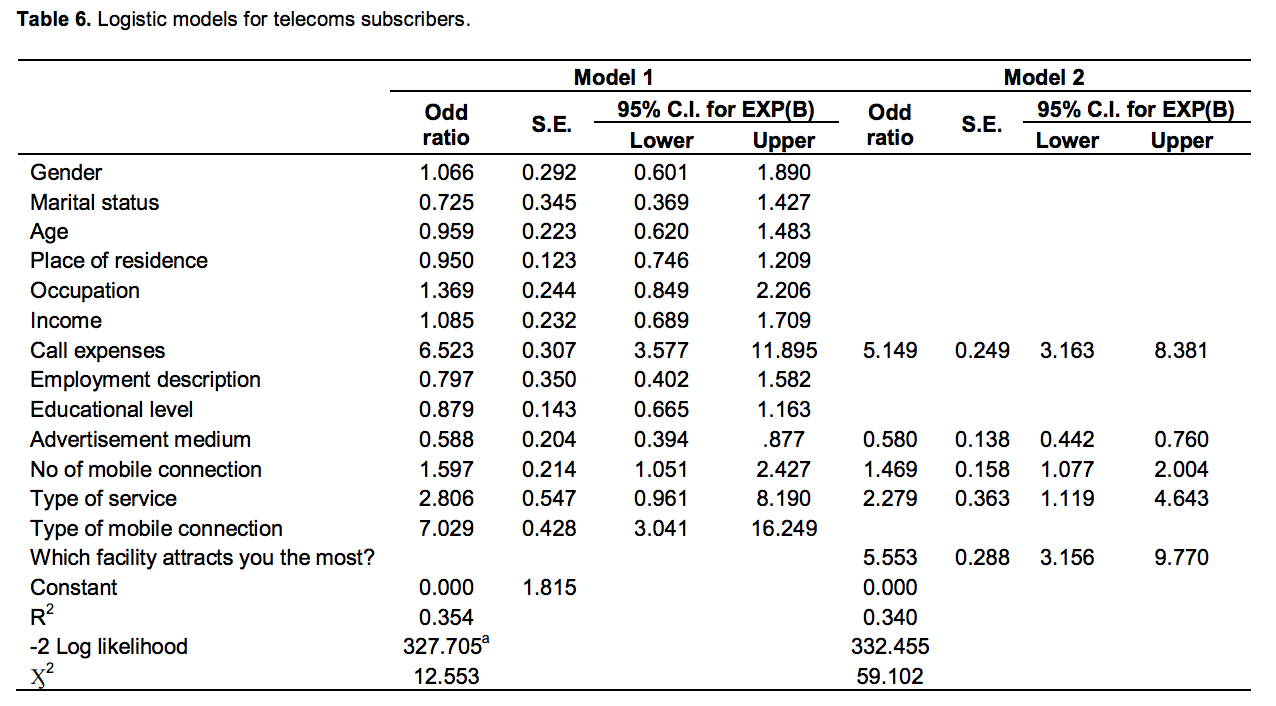 Table 6. Logistic models for telecoms subscribers.
Model 1 Model 2
Odd ratio S.E. 95% C.I. for EXP(B) Odd ratio S.E. 95% C.I. for EXP(B)
Lower Upper Lower Upper
Gender 1.066 0.292 0.601 1.890
Marital status 0.725 0.345 0.369 1.427
Age 0.959 0.223 0.620 1.483
Place of residence 0.950 0.123 0.746 1.209
Occupation 1.369 0.244 0.849 2.206
Income 1.085 0.232 0.689 1.709
Call expenses 6.523 0.307 3.577 11.895 5.149 0.249 3.163 8.381
Employment description 0.797 0.350 0.402 1.582
Educational level 0.879 0.143 0.665 1.163
Advertisement medium 0.588 0.204 0.394 .877 0.580 0.138 0.442 0.760
No of mobile connection 1.597 0.214 1.051 2.427 1.469 0.158 1.077 2.004
Type of service 2.806 0.547 0.961 8.190 2.279 0.363 1.119 4.643
Type of mobile connection 7.029 0.428 3.041 16.249
Which facility attracts you the most? 5.553 0.288 3.156 9.770
Constant 0.000 1.815 0.000
R² 0.354 0.340
-2 Log likelihood 327.705ᵃ 332.455
Ӽ² 12.553 59.102